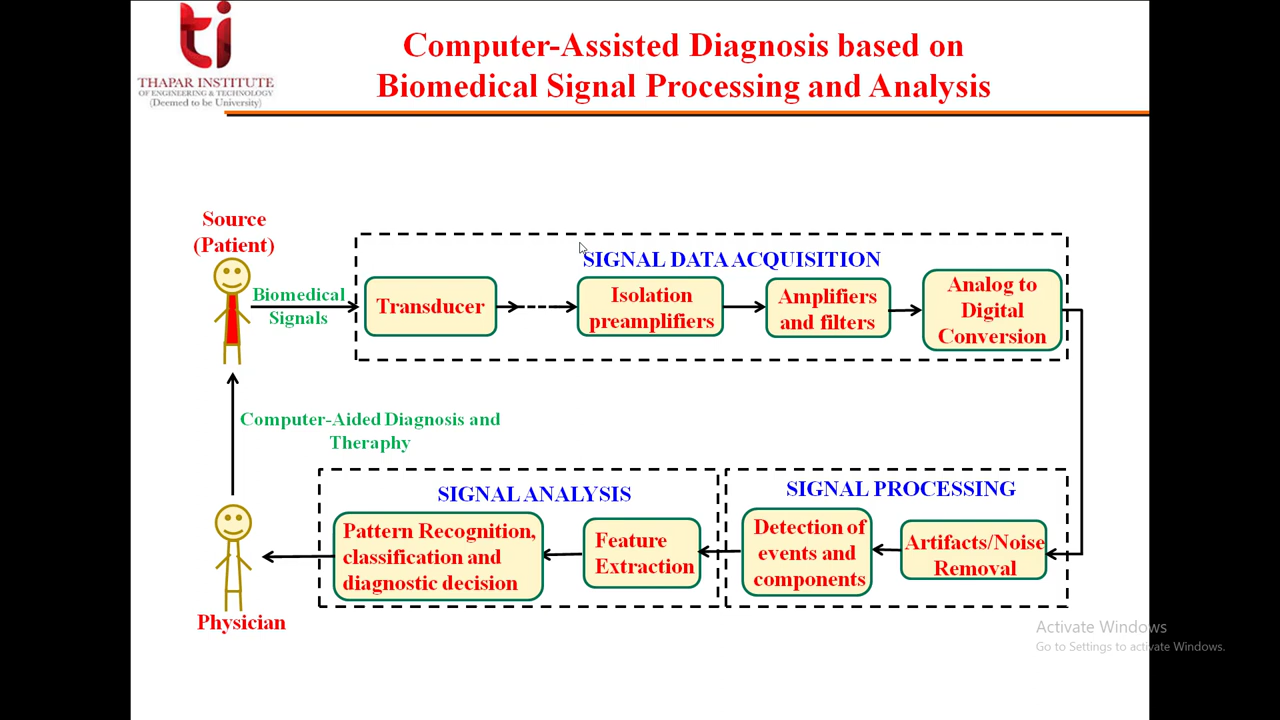 ti
THAPAR INSTITUTE
OF ENGINEERING & TECHNOLOGY
(Deemed to be University)
Computer-Assisted Diagnosis based on
Biomedical Signal Processing and Analysis
Source
(Patient)
Biomedical
Signals
SIGNAL DATA ACQUISITION
Transducer
Isolation
preamplifiers
Amplifiers
and filters
Analog to
Digital
Conversion
Computer-Aided Diagnosis and
Theraphy
SIGNAL ANALYSIS
Pattern Recognition,
classification and
diagnostic decision
Feature
Extraction
SIGNAL PROCESSING
Detection of
events and
components
Artifacts/Noise
Removal
Physician
Activate Windows
Go to Settings to activate Windows.